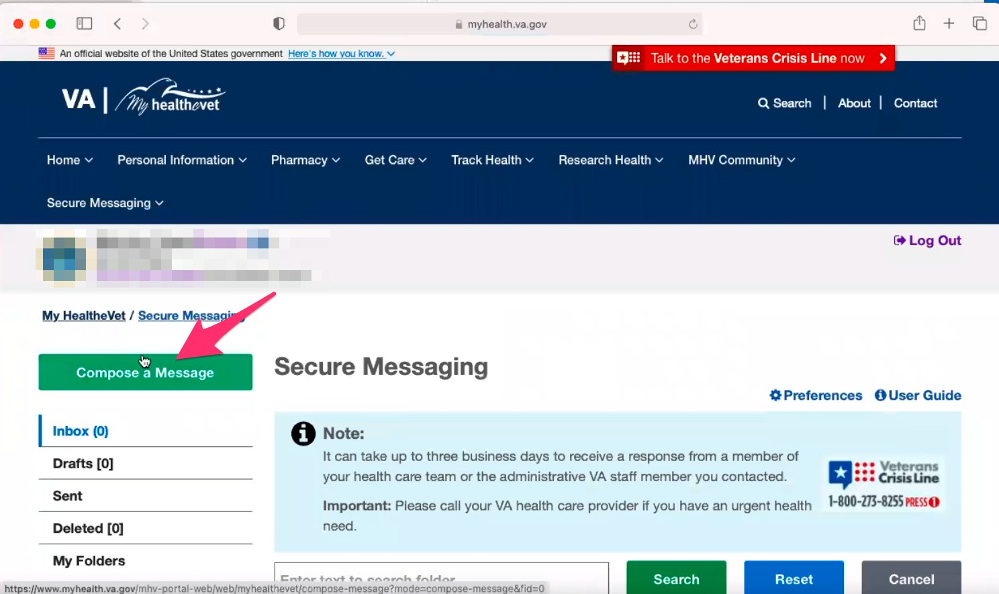 myhealth.va.gov
An official website of the United States government Here's how you know.
Talk to the Veterans Crisis Line now
VA | My healthevet
Search | About | Contact
Home Personal Information Pharmacy Get Care Track Health Research Health MHV Community
Secure Messaging
Log Out
My HealtheVet / Secure Messaging
Compose a Message
Secure Messaging
Preferences User Guide
Inbox (0)
Drafts [0]
Sent
Deleted [0]
My Folders
Note:
It can take up to three business days to receive a response from a member of
your health care team or the administrative VA staff member you contacted.
Important: Please call your VA health care provider if you have an urgent health
need.
Veterans
Crisis Line
1-800-273-8255 PRESS 1
Enter text to search folder
Search Reset Cancel
https://www.myhealth.va.gov/mhv-portal-web/web/myhealthevet/compose-message?mode=compose-message&fid=0